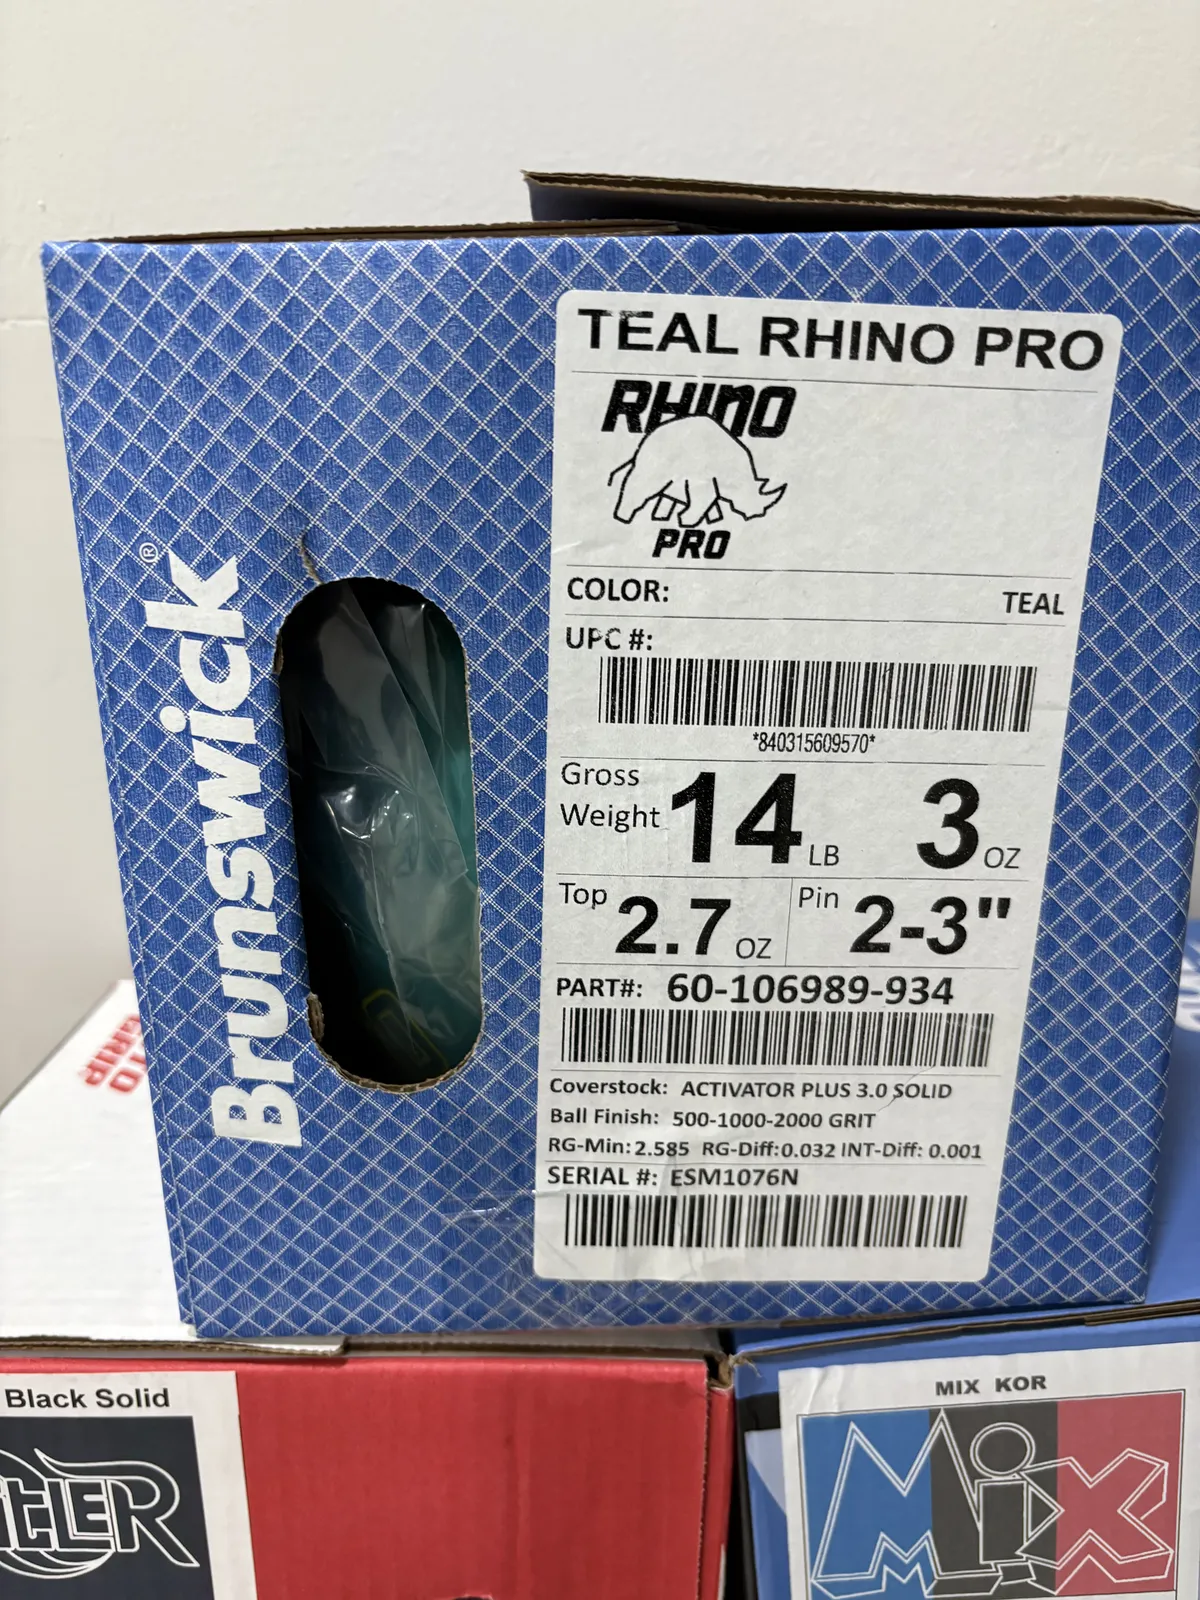 TEAL RHINO PRO
RHINO
PRO
COLOR: TEAL
UPC #:
*840315609570*
Gross Weight 14 LB 3 OZ
Top 2.7 OZ Pin 2-3"
PART#: 60-106989-934
Coverstock: ACTIVATOR PLUS 3.0 SOLID
Ball Finish: 500-1000-2000 GRIT
RG-Min: 2.585 RG-Diff:0.032 INT-Diff: 0.001
SERIAL #: ESM1076N
Brunswick®
GRIP
Black Solid
MIX KOR
MiX